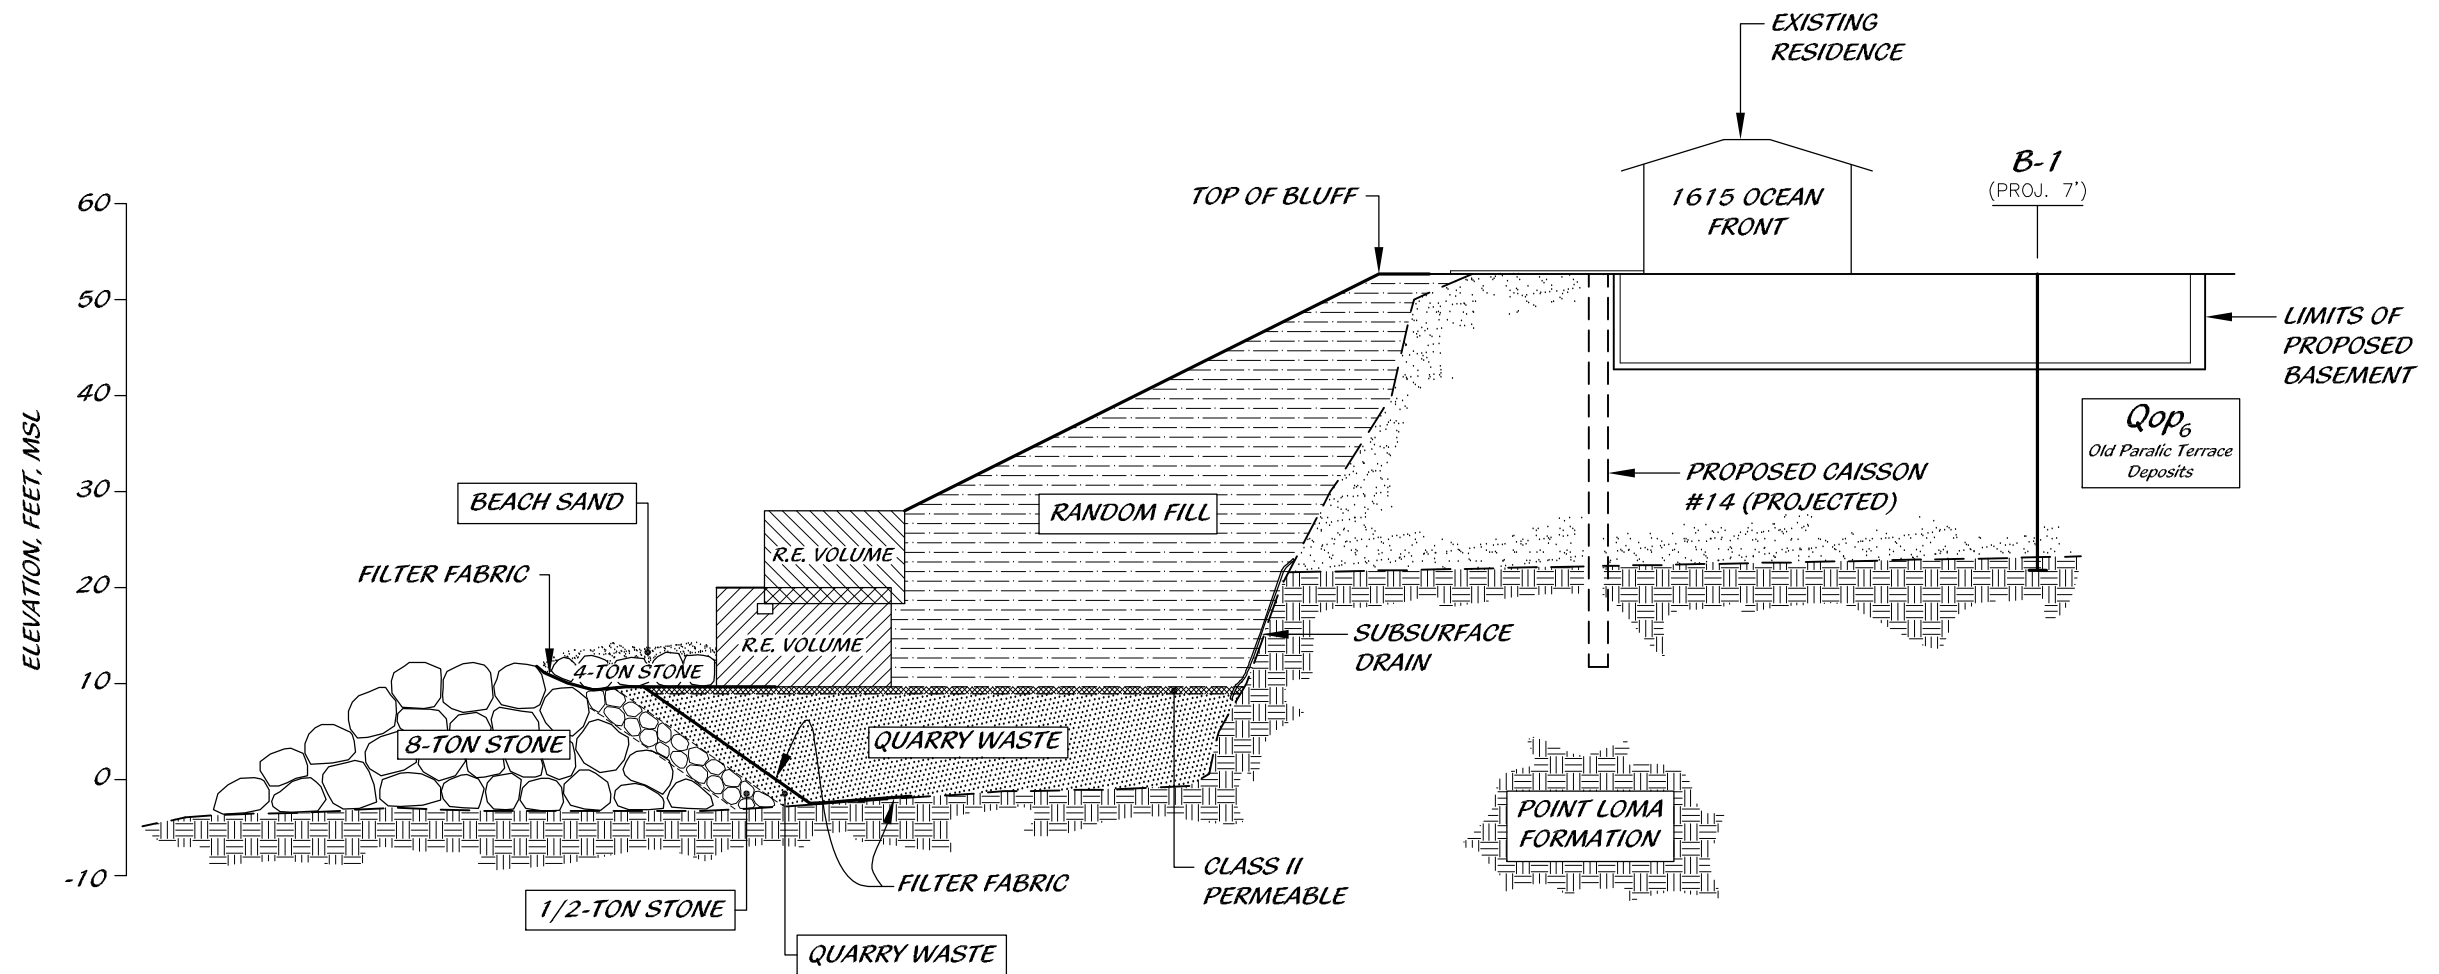 EXISTING
RESIDENCE
B-1
(PROJ. 7')
TOP OF BLUFF
1615 OCEAN
FRONT
60
50
40
30
20
10
0
-10
ELEVATION, FEET, MSL
LIMITS OF
PROPOSED
BASEMENT
Qop6
Old Paralic Terrace
Deposits
PROPOSED CAISSON
#14 (PROJECTED)
BEACH SAND
RANDOM FILL
R.E. VOLUME
FILTER FABRIC
R.E. VOLUME
SUBSURFACE
DRAIN
4-TON STONE
8-TON STONE
QUARRY WASTE
POINT LOMA
FORMATION
CLASS II
PERMEABLE
FILTER FABRIC
1/2-TON STONE
QUARRY WASTE